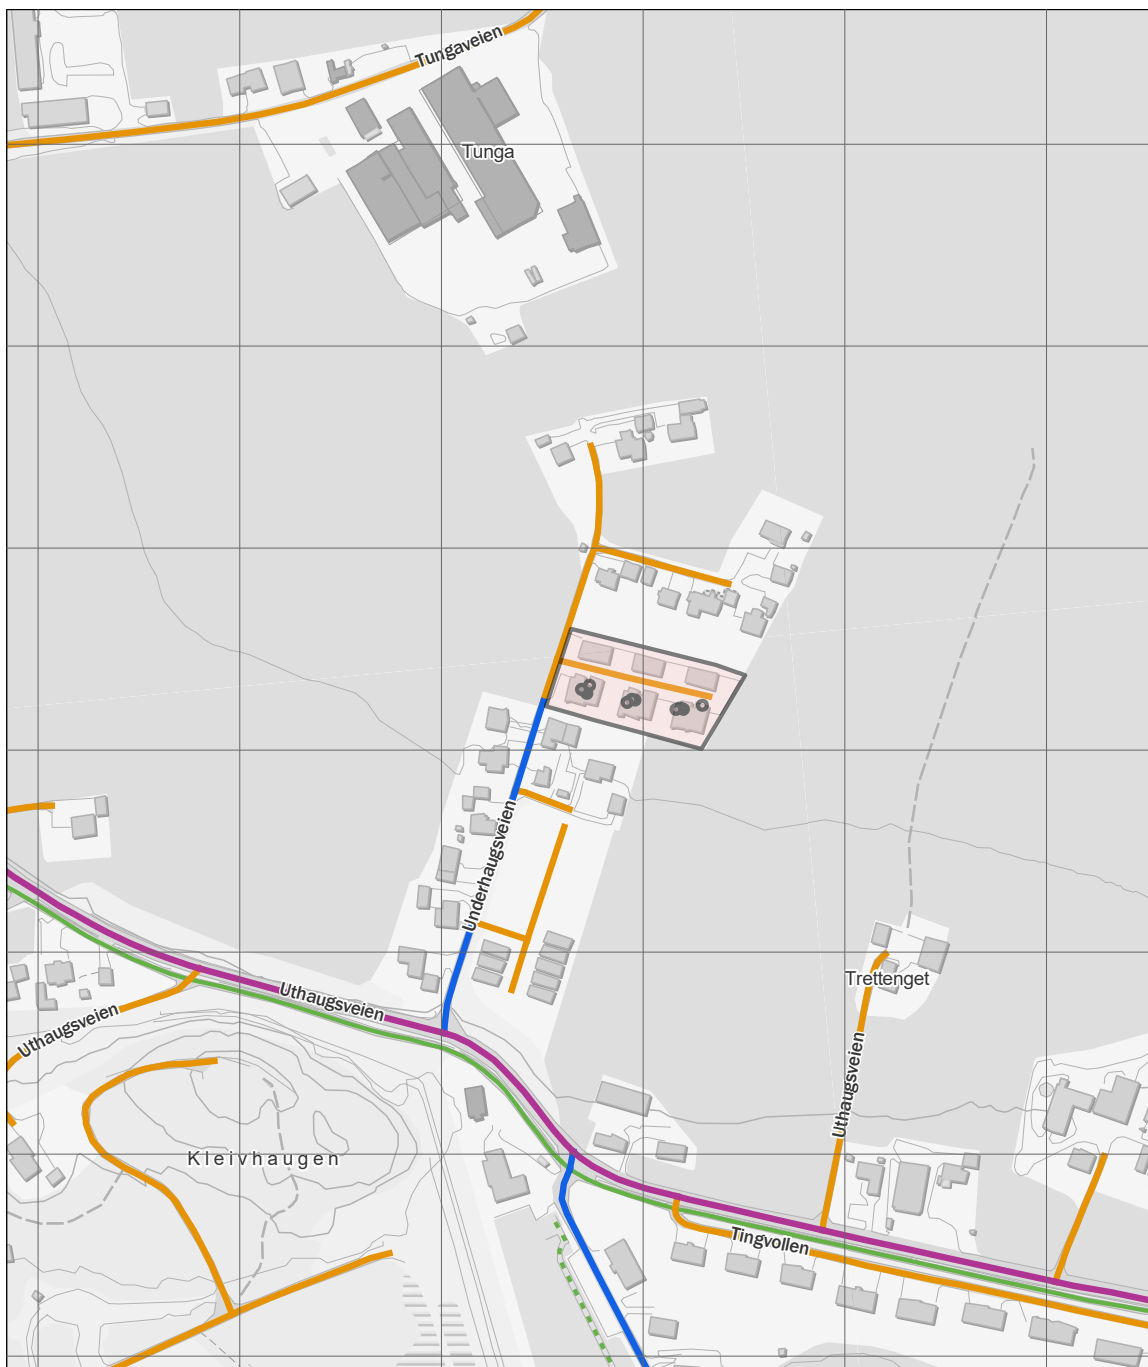 Tungaveien
Tunga
Underhaugsveien
Uthaugsveien
Trettenget
Uthaugsveien
Uthaugsveien
Kleivhaugen
Tingvollen